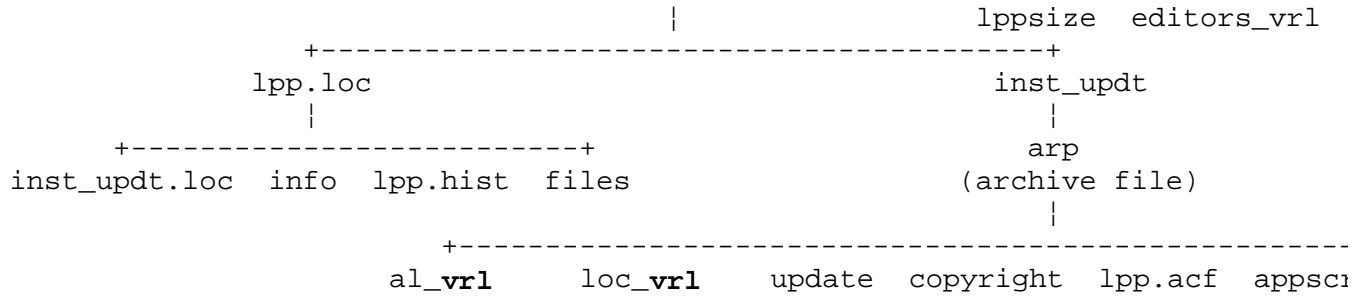 ¦ lppsize editors_vrl
+-------------------------------------------+
lpp.loc inst_updt
¦ ¦
+---------------------------+ arp
inst_updt.loc info lpp.hist files (archive file)
¦
+------------------------------------------------------
al_vrl loc_vrl update copyright lpp.acf appscr